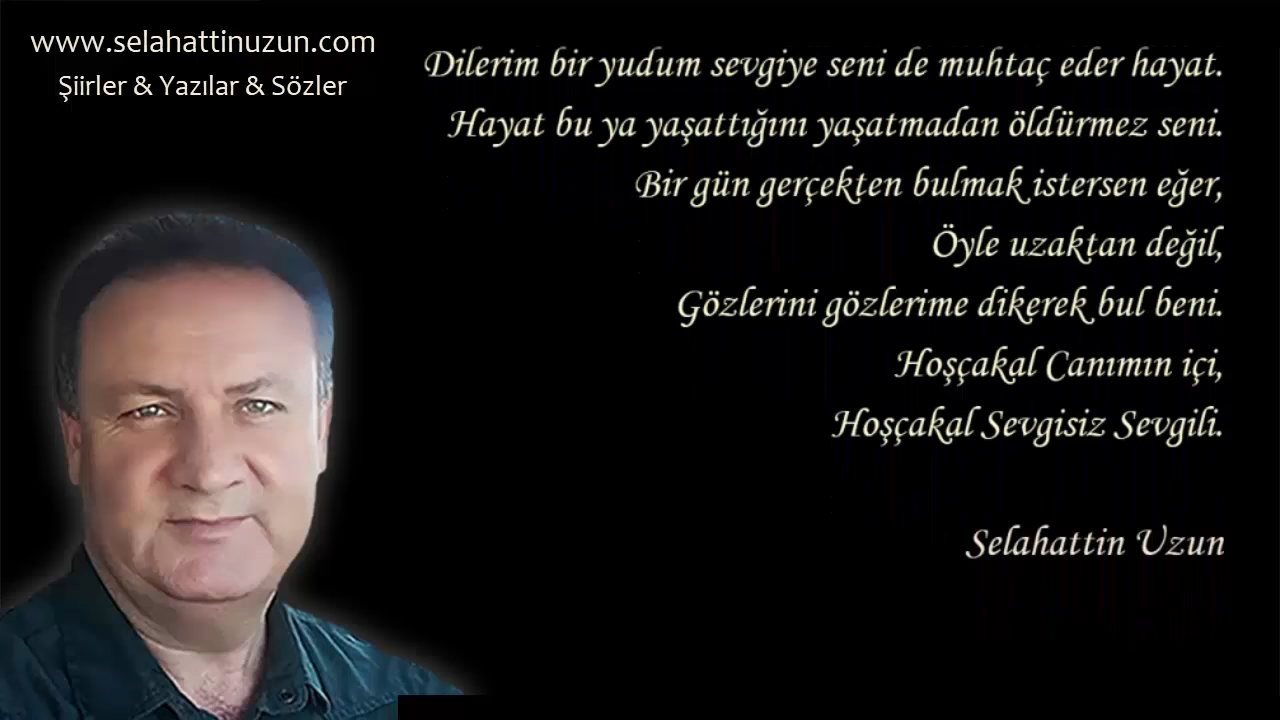 www.selahattinuzun.com
Şiirler & Yazılar & Sözler
Dilerim bir yudum sevgiye seni de muhtaç eder hayat.
Hayat bu ya yaşattığını yaşatmadan öldürmez seni.
Bir gün gerçekten bulmak istersen eğer,
Öyle uzaktan değil,
Gözlerini gözlerime dikerek bul beni.
Hoşçakal Canımın içi,
Hoşçakal Sevgisiz Sevgili.
Selahattin Uzun